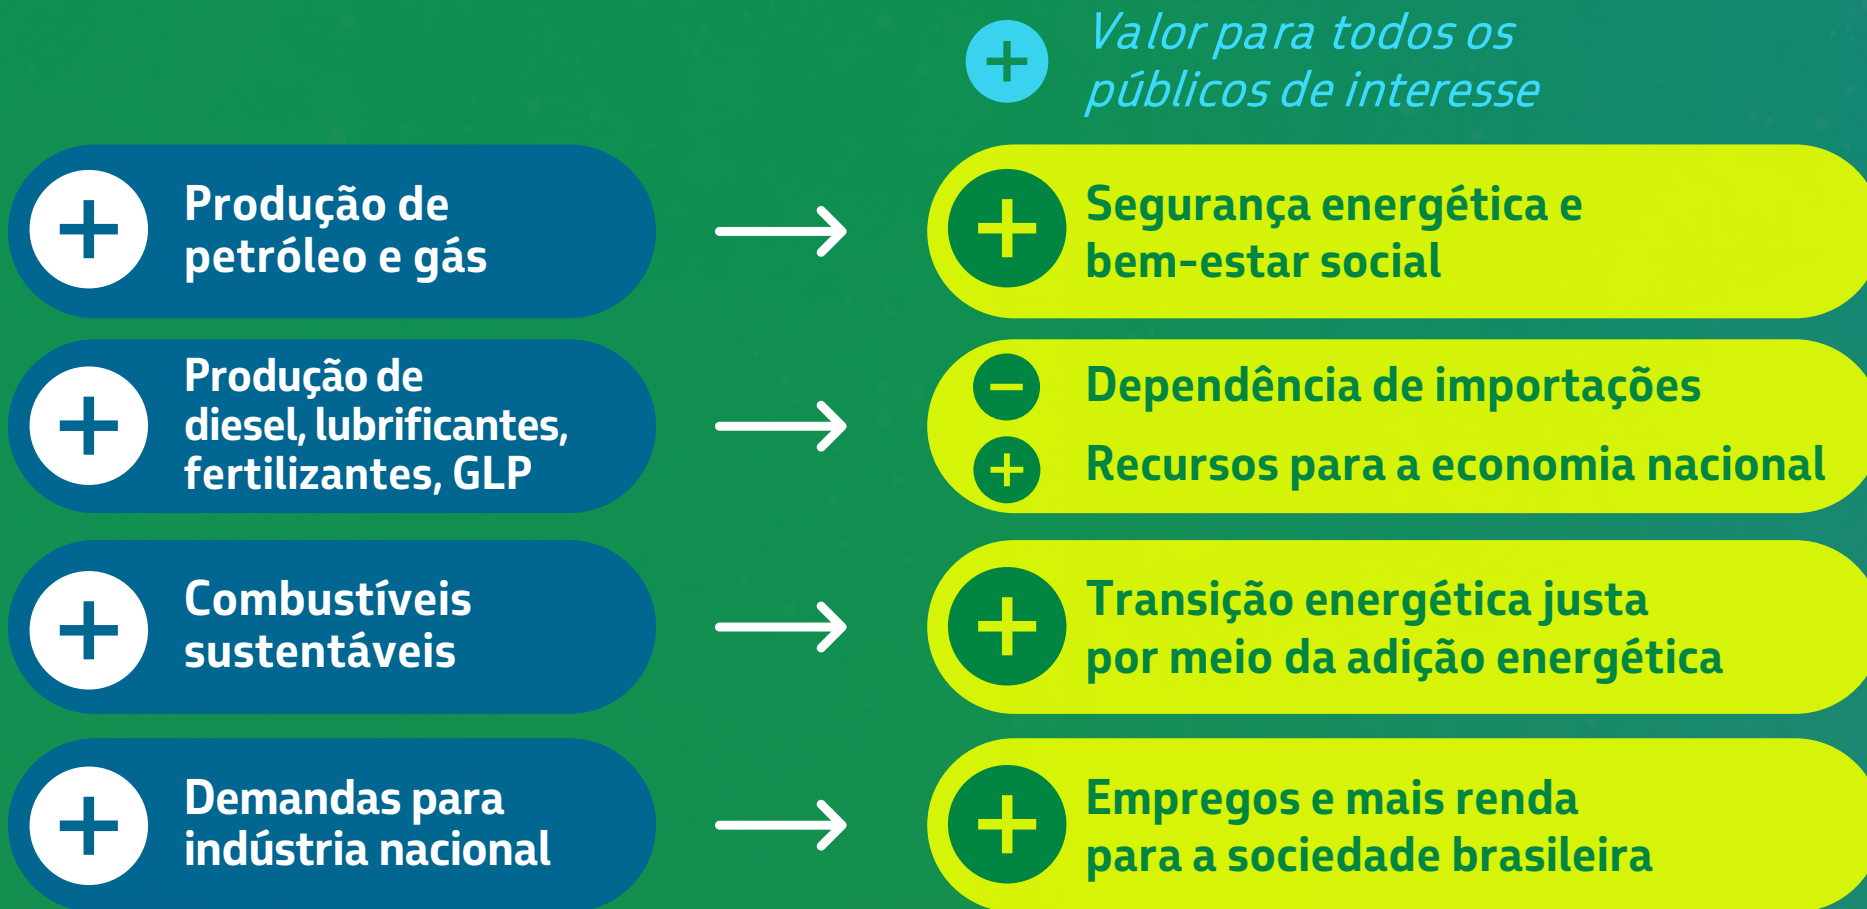 Valor para todos os
públicos de interesse
+ Produção de
petróleo e gás
+ Segurança energética e
bem-estar social
+ Produção de
diesel, lubrificantes,
fertilizantes, GLP
− Dependência de importações
+ Recursos para a economia nacional
+ Combustíveis
sustentáveis
+ Transição energética justa
por meio da adição energética
+ Demandas para
indústria nacional
+ Empregos e mais renda
para a sociedade brasileira